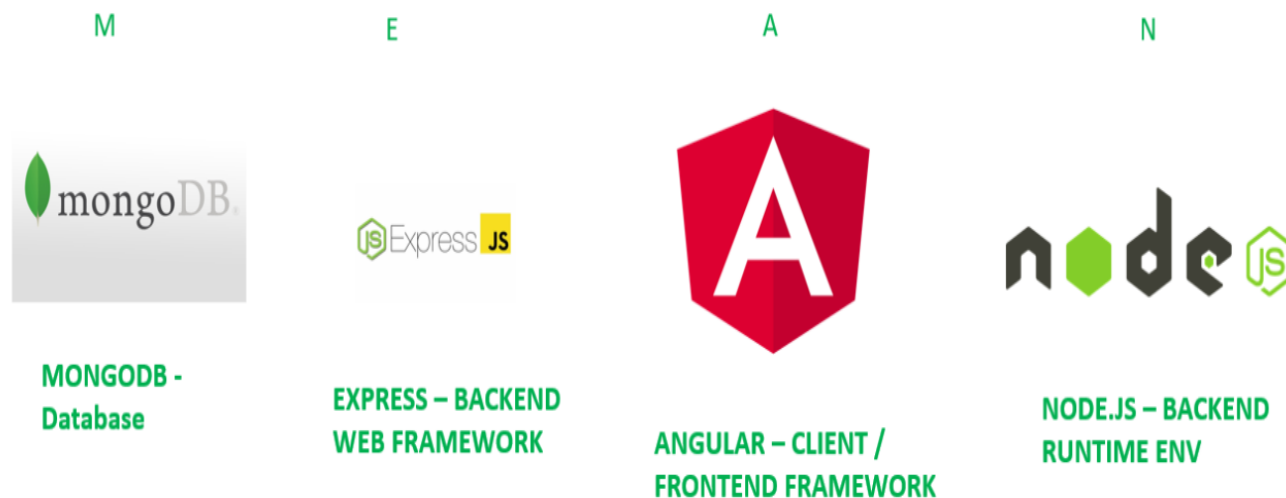 M
E
A
N
mongoDB.
JS Express JS
A
node JS
MONGODB -
Database
EXPRESS – BACKEND
WEB FRAMEWORK
ANGULAR – CLIENT /
FRONTEND FRAMEWORK
NODE.JS – BACKEND
RUNTIME ENV